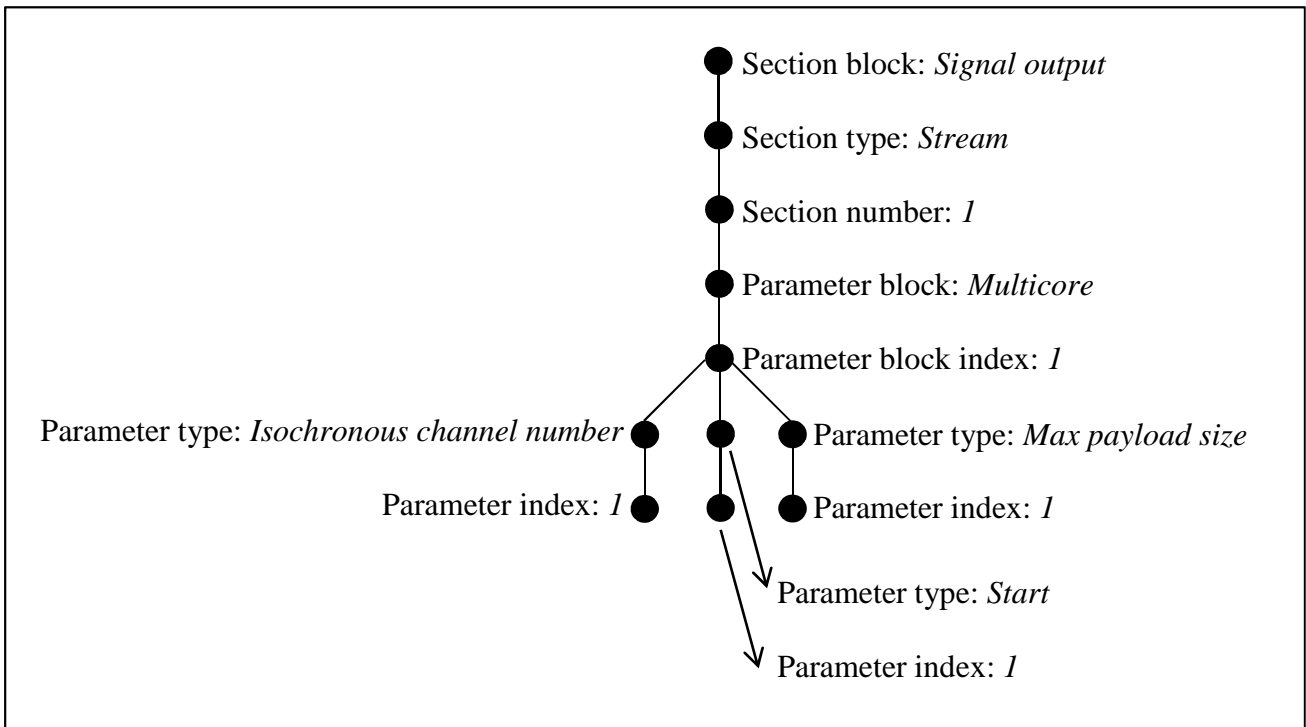 Section block: Signal output
Section type: Stream
Section number: 1
Parameter block: Multicore
Parameter block index: 1
Parameter type: Isochronous channel number
Parameter type: Max payload size
Parameter index: 1
Parameter index: 1
Parameter type: Start
Parameter index: 1